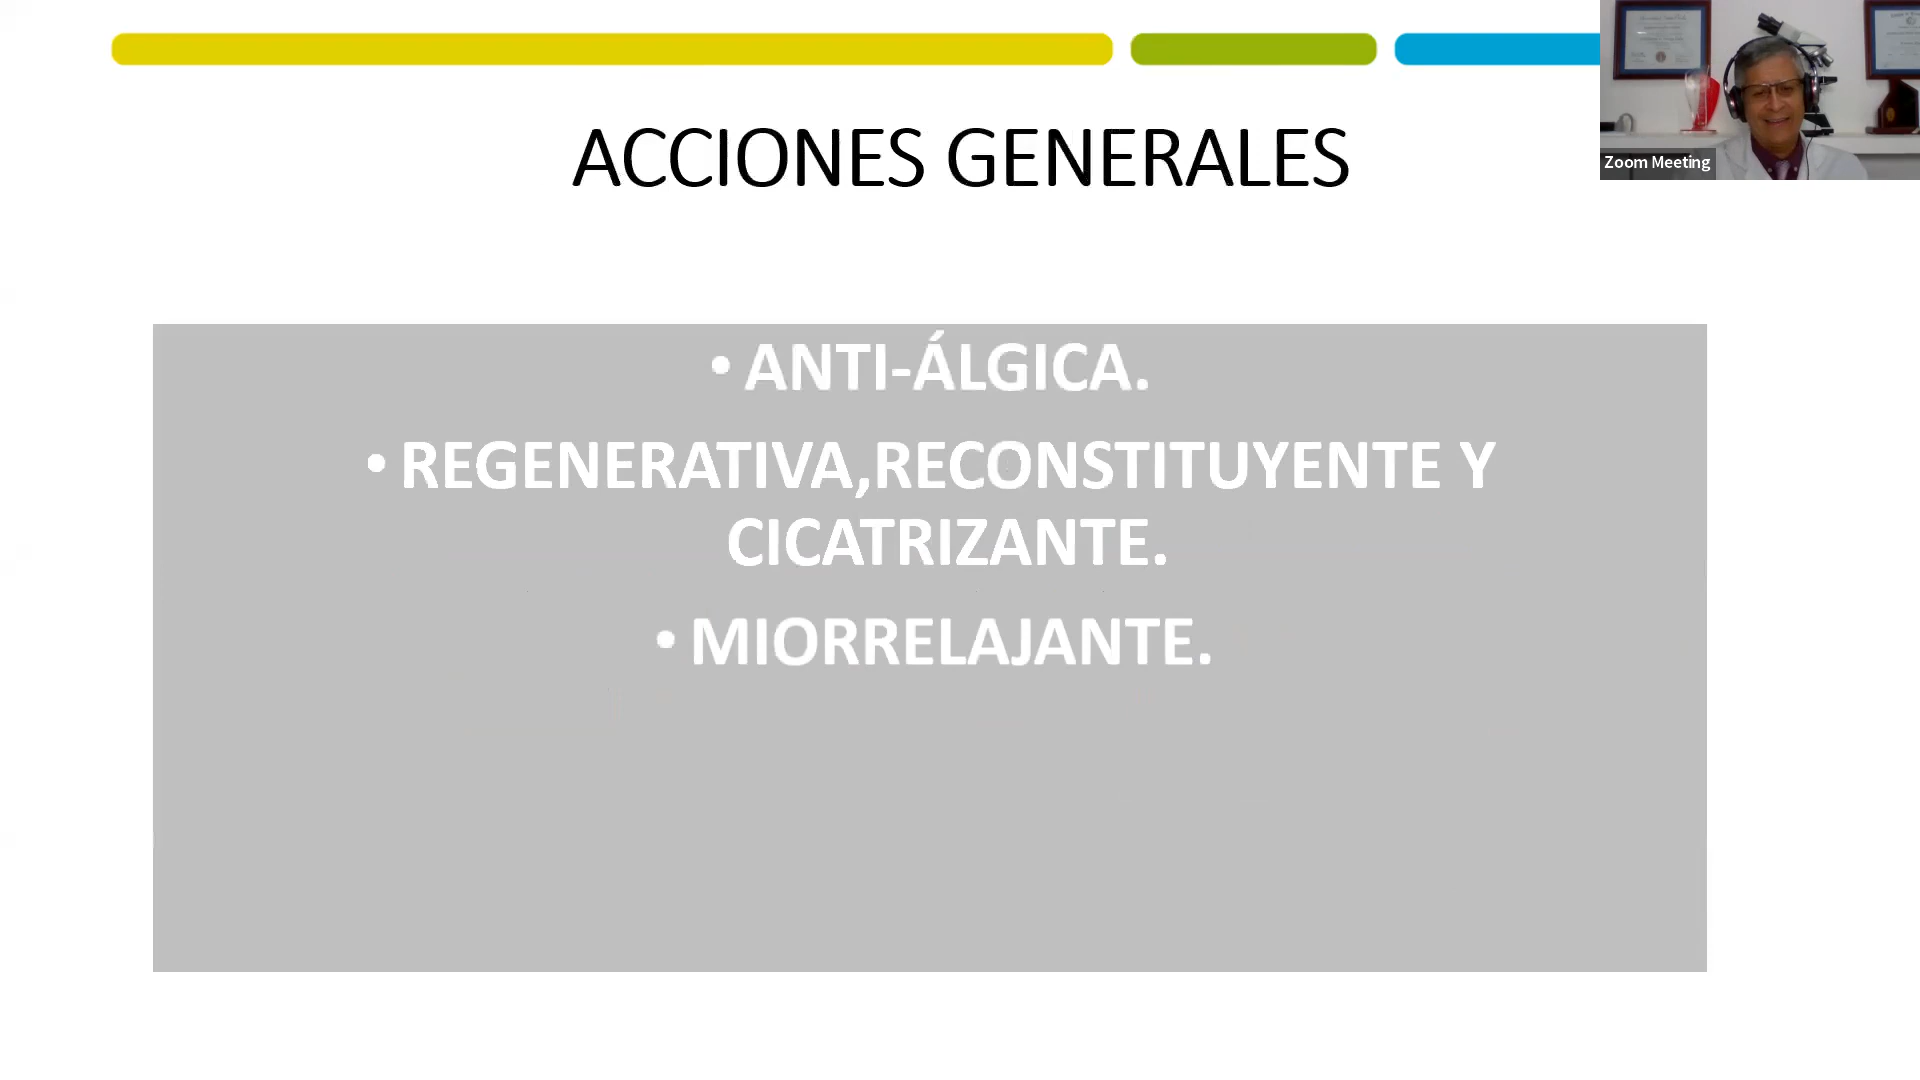 ACCIONES GENERALES
Zoom Meeting
• ANTI-ÁLGICA.
• REGENERATIVA,RECONSTITUYENTE Y
CICATRIZANTE.
• MIORRELAJANTE.